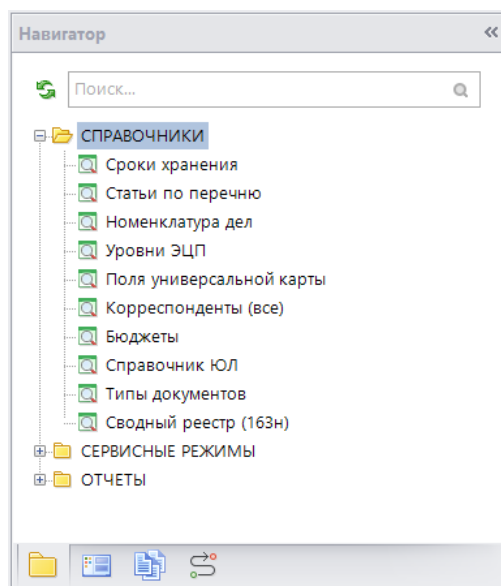 Навигатор
Поиск...
СПРАВОЧНИКИ
Сроки хранения
Статьи по перечню
Номенклатура дел
Уровни ЭЦП
Поля универсальной карты
Корреспонденты (все)
Бюджеты
Справочник ЮЛ
Типы документов
Сводный реестр (163н)
СЕРВИСНЫЕ РЕЖИМЫ
ОТЧЕТЫ